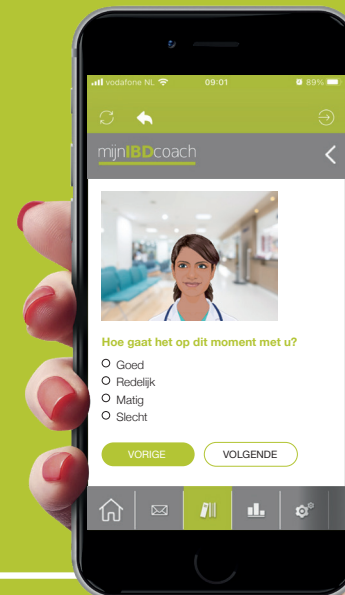 vodafone NL 09:01 89%
mijnIBDcoach
Hoe gaat het op dit moment met u?
Goed
Redelijk
Matig
Slecht
VORIGE VOLGENDE